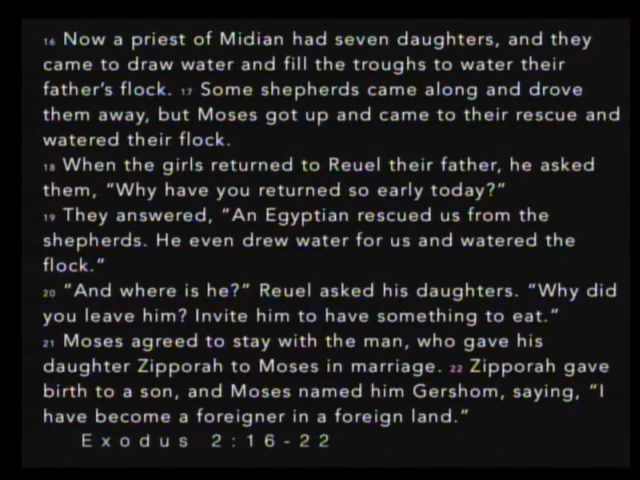 16 Now a priest of Midian had seven daughters, and they
came to draw water and fill the troughs to water their
father's flock. 17 Some shepherds came along and drove
them away, but Moses got up and came to their rescue and
watered their flock.
18 When the girls returned to Reuel their father, he asked
them, “Why have you returned so early today?”
19 They answered, “An Egyptian rescued us from the
shepherds. He even drew water for us and watered the
flock.”
20 “And where is he?” Reuel asked his daughters. “Why did
you leave him? Invite him to have something to eat.”
21 Moses agreed to stay with the man, who gave his
daughter Zipporah to Moses in marriage. 22 Zipporah gave
birth to a son, and Moses named him Gershom, saying, “I
have become a foreigner in a foreign land.”
Exodus 2:16-22